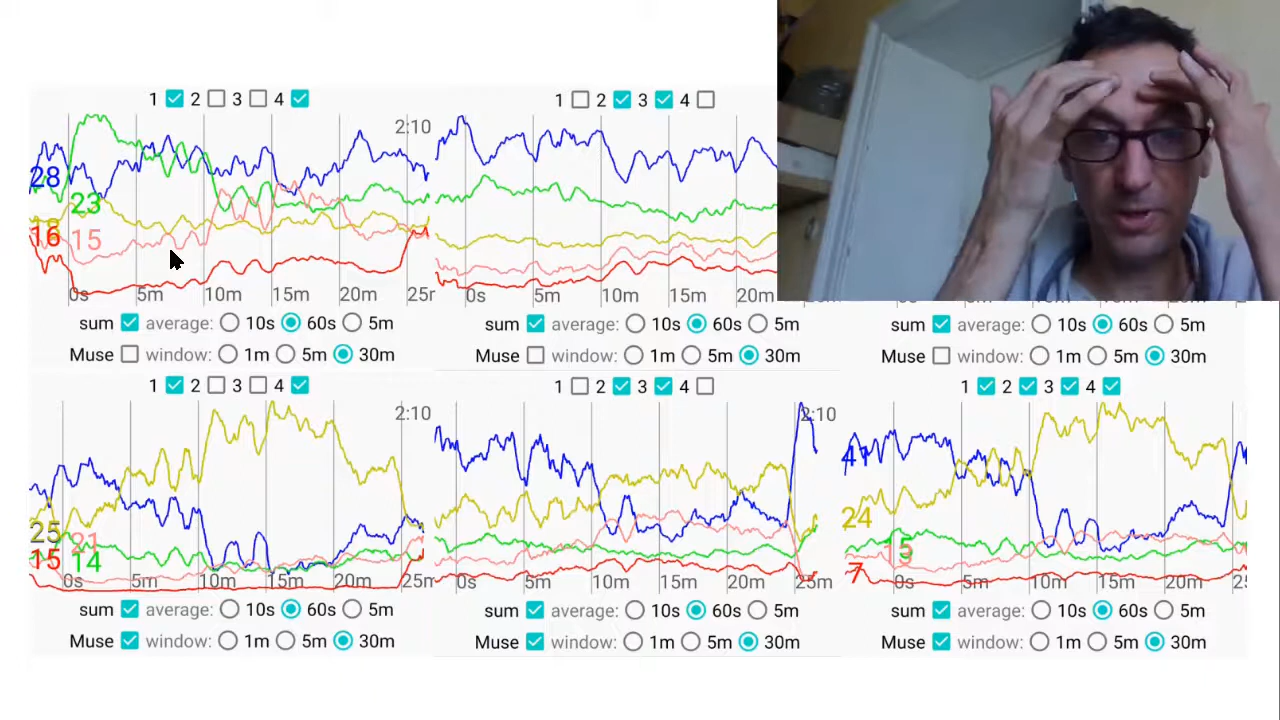 1 2 3 4
2:10
28
23
18
16
15
0s 5m 10m 15m 20m 25r
sum average: 10s 60s 5m
Muse window: 1m 5m 30m
1 2 3 4
0s 5m 10m 15m 20m
sum average: 10s 60s 5m
Muse window: 1m 5m 30m
sum average: 10s 60s 5m
Muse window: 1m 5m 30m
1 2 3 4
2:10
25
21
15 14
0s 5m 10m 15m 20m 25m
sum average: 10s 60s 5m
Muse window: 1m 5m 30m
1 2 3 4
2:10
0s 5m 10m 15m 20m 25m
sum average: 10s 60s 5m
Muse window: 1m 5m 30m
1 2 3 4
41
24
7
0s 5m 10m 15m 20m 25
sum average: 10s 60s 5m
Muse window: 1m 5m 30m